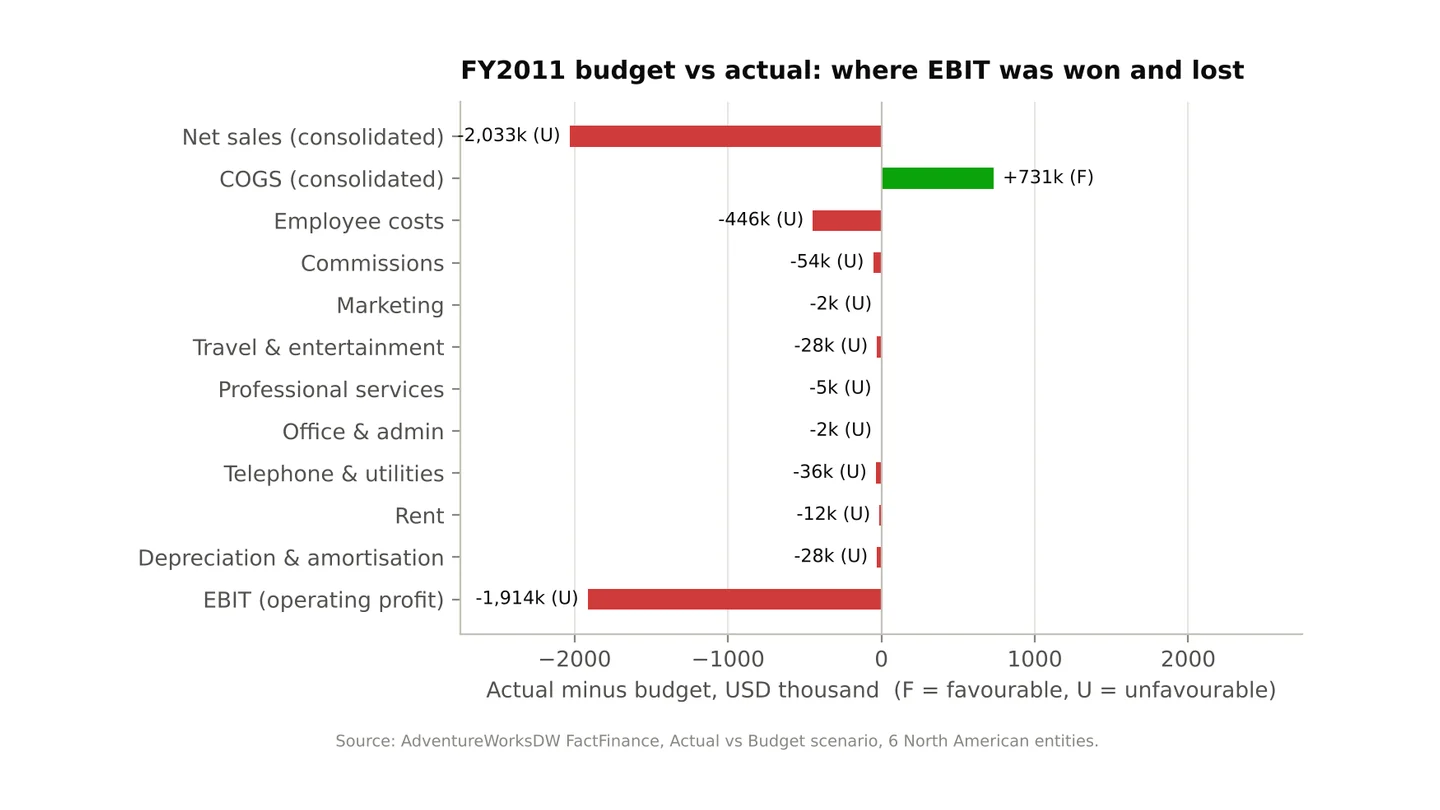 FY2011 budget vs actual: where EBIT was won and lost
Net sales (consolidated) -2,033k (U)
COGS (consolidated) +731k (F)
Employee costs -446k (U)
Commissions -54k (U)
Marketing -2k (U)
Travel & entertainment -28k (U)
Professional services -5k (U)
Office & admin -2k (U)
Telephone & utilities -36k (U)
Rent -12k (U)
Depreciation & amortisation -28k (U)
EBIT (operating profit) -1,914k (U)
−2000 −1000 0 1000 2000
Actual minus budget, USD thousand (F = favourable, U = unfavourable)
Source: AdventureWorksDW FactFinance, Actual vs Budget scenario, 6 North American entities.